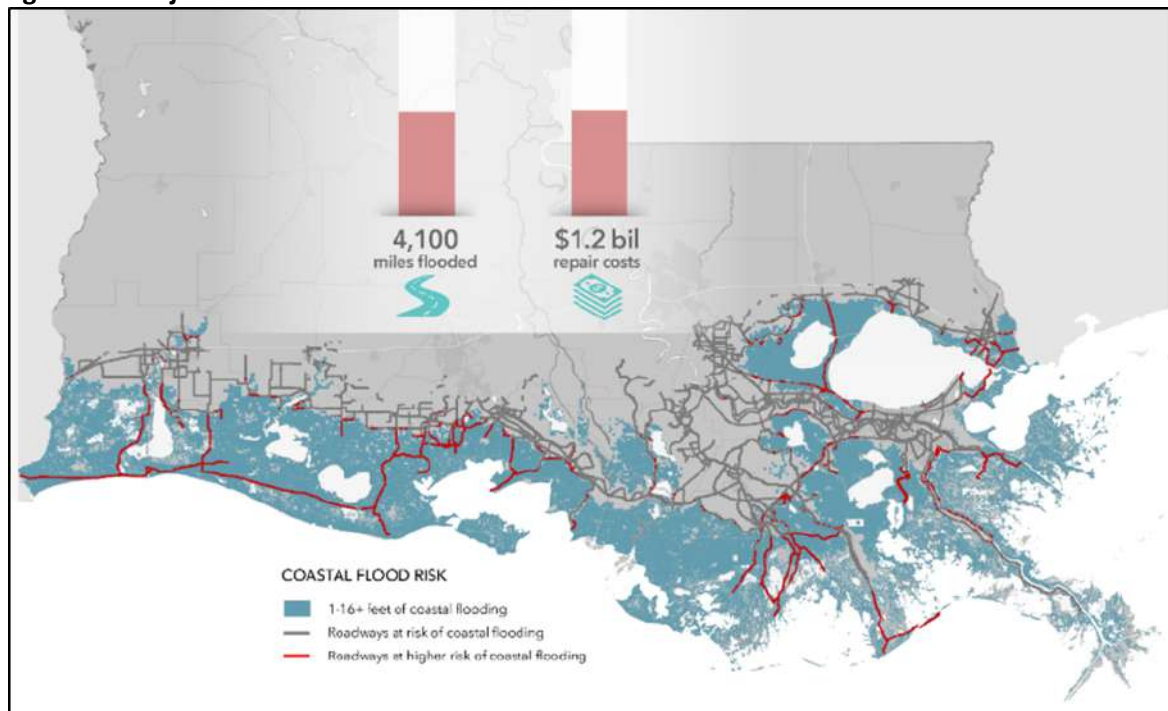 4,100
miles flooded
$1.2 bil
repair costs
COASTAL FLOOD RISK
1-16+ feet of coastal flooding
Roadways at risk of coastal flooding
Roadways at higher risk of coastal flooding